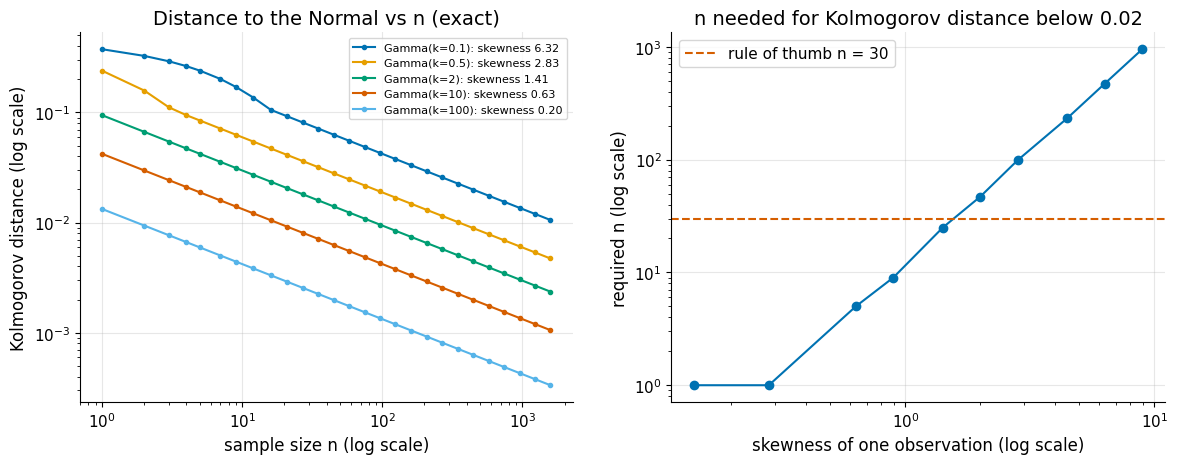 Distance to the Normal vs n (exact)
Kolmogorov distance (log scale)
10⁻¹
10⁻²
10⁻³
Gamma(k=0.1): skewness 6.32
Gamma(k=0.5): skewness 2.83
Gamma(k=2): skewness 1.41
Gamma(k=10): skewness 0.63
Gamma(k=100): skewness 0.20
10⁰
10¹
10²
10³
sample size n (log scale)
n needed for Kolmogorov distance below 0.02
required n (log scale)
10³
10²
10¹
10⁰
rule of thumb n = 30
10⁰
10¹
skewness of one observation (log scale)